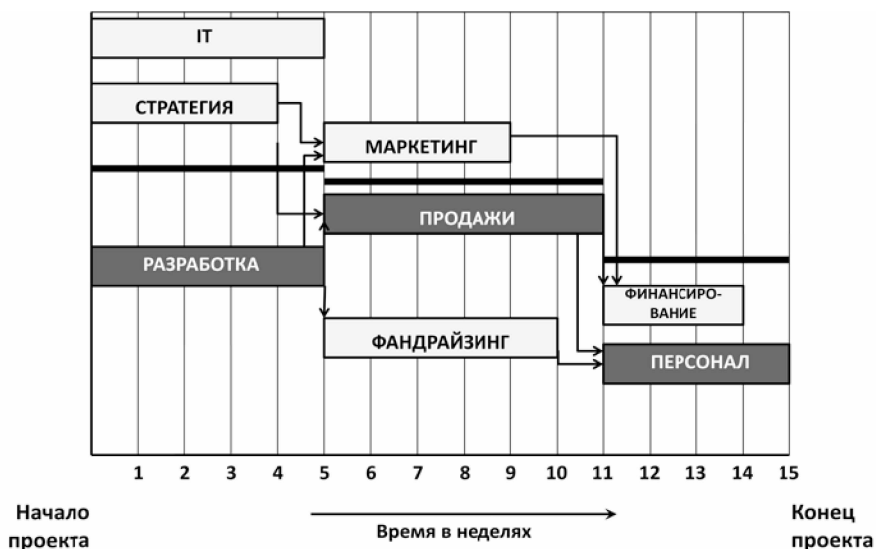 IT
СТРАТЕГИЯ
МАРКЕТИНГ
ПРОДАЖИ
РАЗРАБОТКА
ФИНАНСИРО-
ВАНИЕ
ФАНДРАЙЗИНГ
ПЕРСОНАЛ
1 2 3 4 5 6 7 8 9 10 11 12 13 14 15
Начало
проекта
Время в неделях
Конец
проекта